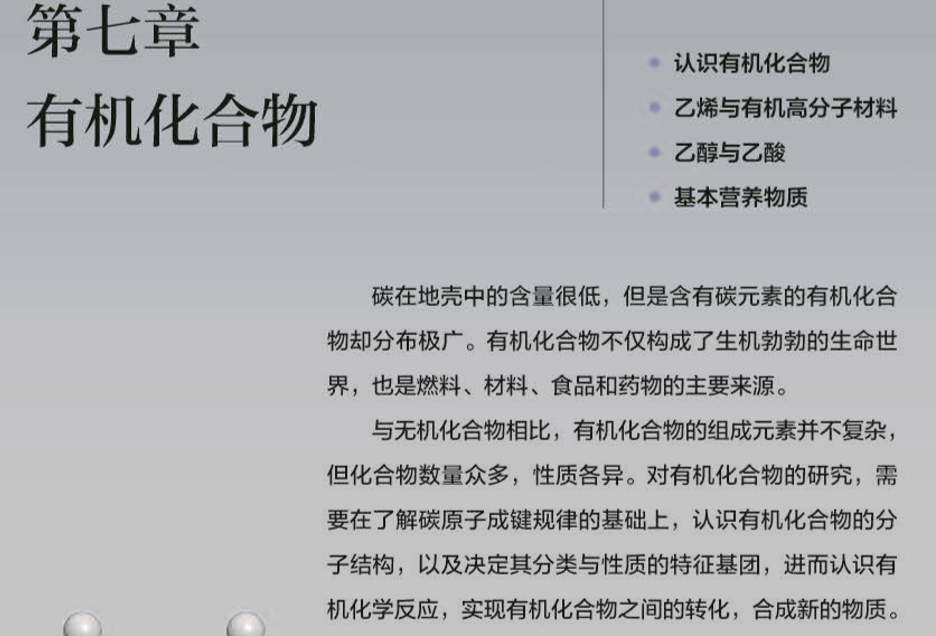 第七章
有机化合物
认识有机化合物
乙烯与有机高分子材料
乙醇与乙酸
基本营养物质
碳在地壳中的含量很低，但是含有碳元素的有机化合
物却分布极广。有机化合物不仅构成了生机勃勃的生命世
界，也是燃料、材料、食品和药物的主要来源。
与无机化合物相比，有机化合物的组成元素并不复杂，
但化合物数量众多，性质各异。对有机化合物的研究，需
要在了解碳原子成键规律的基础上，认识有机化合物的分
子结构，以及决定其分类与性质的特征基团，进而认识有
机化学反应，实现有机化合物之间的转化，合成新的物质。